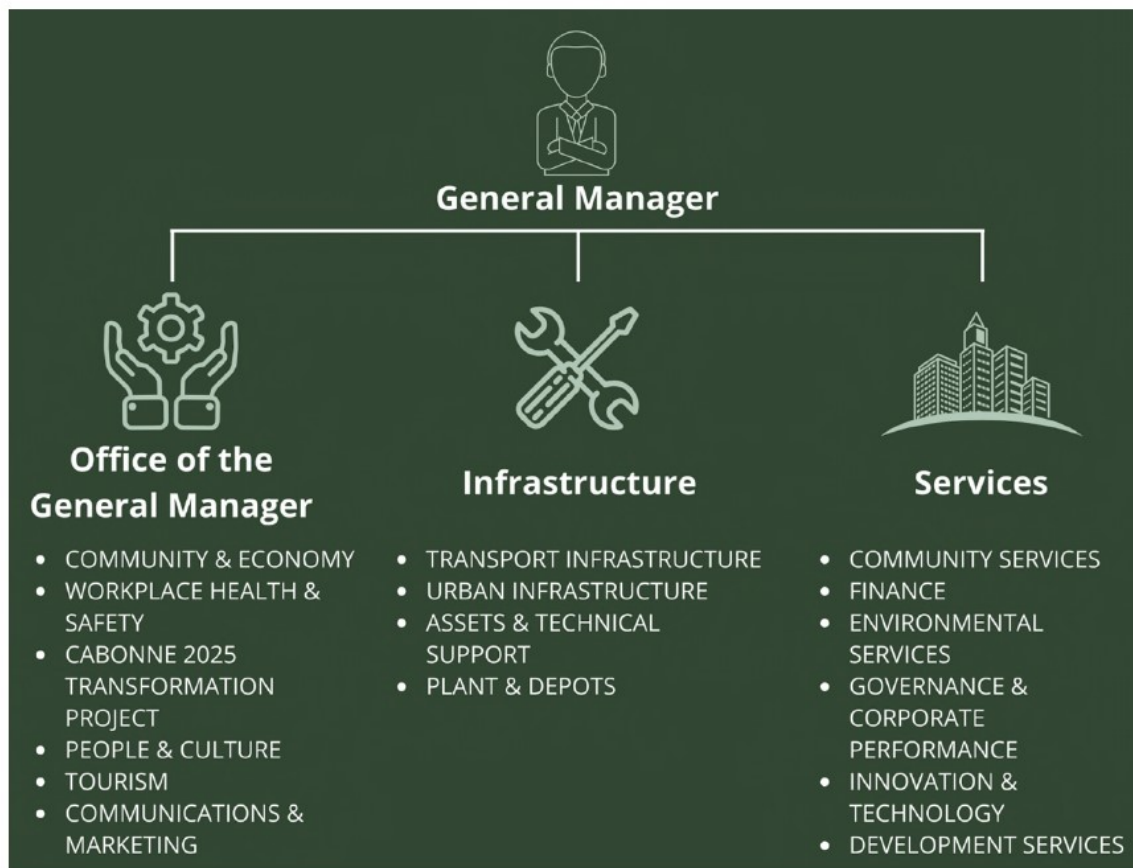 General Manager
Office of the
General Manager
• COMMUNITY & ECONOMY
• WORKPLACE HEALTH &
SAFETY
• CABONNE 2025
TRANSFORMATION
PROJECT
• PEOPLE & CULTURE
• TOURISM
• COMMUNICATIONS &
MARKETING
Infrastructure
• TRANSPORT INFRASTRUCTURE
• URBAN INFRASTRUCTURE
• ASSETS & TECHNICAL
SUPPORT
• PLANT & DEPOTS
Services
• COMMUNITY SERVICES
• FINANCE
• ENVIRONMENTAL
SERVICES
• GOVERNANCE &
CORPORATE
PERFORMANCE
• INNOVATION &
TECHNOLOGY
• DEVELOPMENT SERVICES